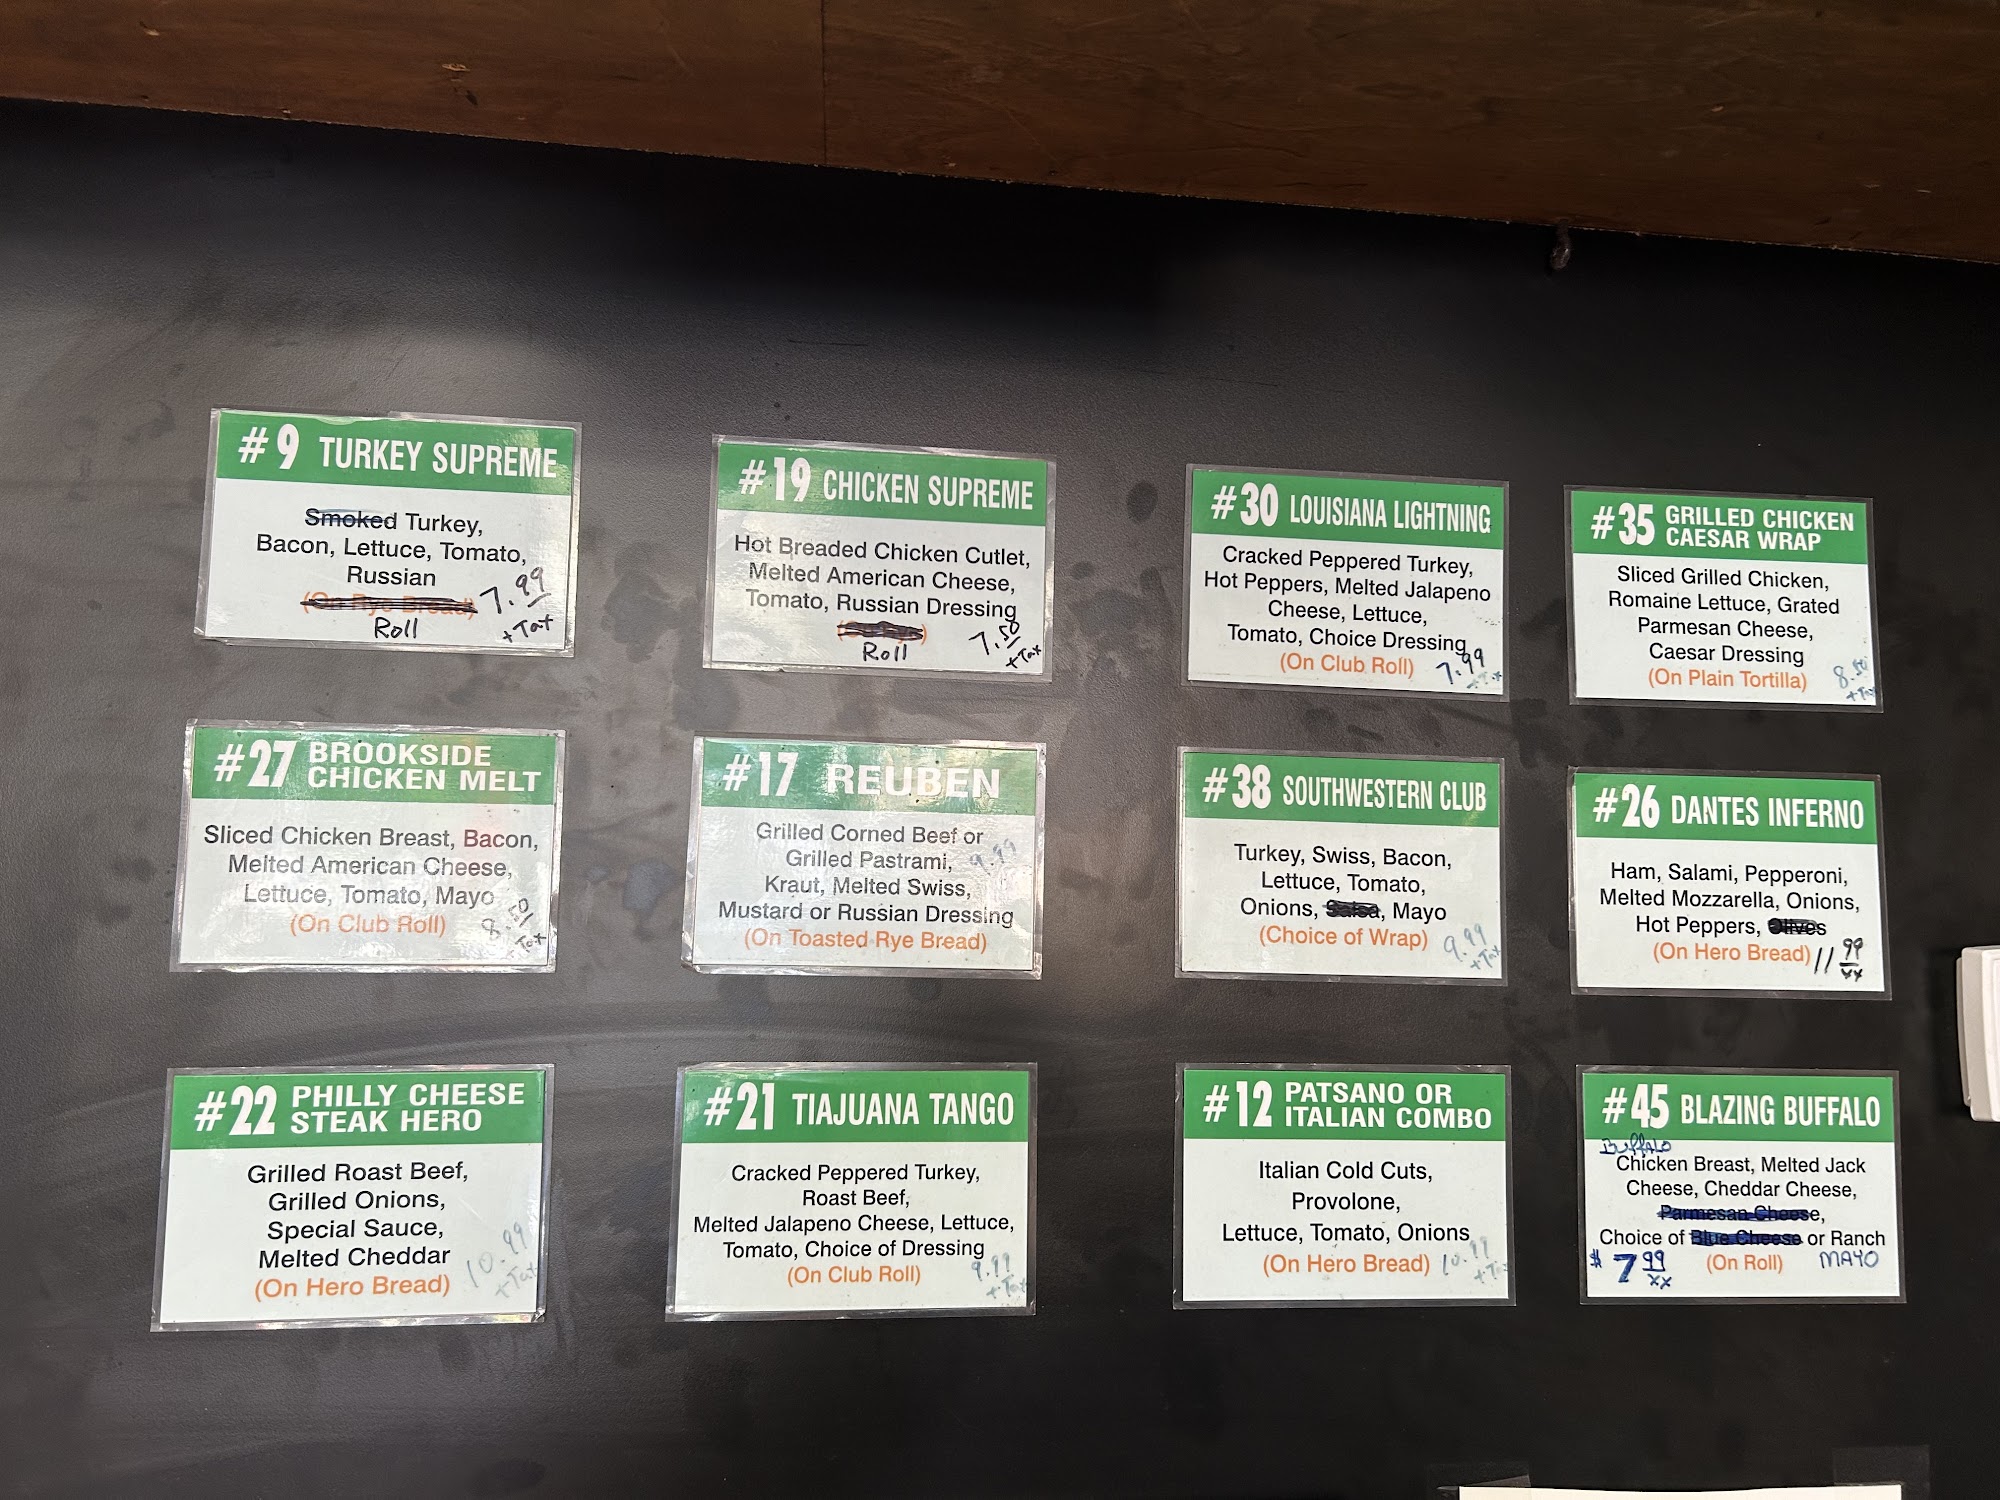 #9 TURKEY SUPREME
Smoked Turkey,
Bacon, Lettuce, Tomato,
Russian
(On Rye Bread)
Roll
7.99
+ Tax
#19 CHICKEN SUPREME
Hot Breaded Chicken Cutlet,
Melted American Cheese,
Tomato, Russian Dressing
Roll
7.50
+ Tax
#30 LOUISIANA LIGHTNING
Cracked Peppered Turkey,
Hot Peppers, Melted Jalapeno
Cheese, Lettuce,
Tomato, Choice Dressing
(On Club Roll)
7.99
+ Tax
#35 GRILLED CHICKEN
CAESAR WRAP
Sliced Grilled Chicken,
Romaine Lettuce, Grated
Parmesan Cheese,
Caesar Dressing
(On Plain Tortilla)
8.50
+ Tax
#27 BROOKSIDE
CHICKEN MELT
Sliced Chicken Breast, Bacon,
Melted American Cheese,
Lettuce, Tomato, Mayo
(On Club Roll)
Tax
#17 REUBEN
Grilled Corned Beef or
Grilled Pastrami,
9.99
Kraut, Melted Swiss,
Mustard or Russian Dressing
(On Toasted Rye Bread)
#38 SOUTHWESTERN CLUB
Turkey, Swiss, Bacon,
Lettuce, Tomato,
Onions, Salsa, Mayo
(Choice of Wrap)
9.99
+ Tax
#26 DANTES INFERNO
Ham, Salami, Pepperoni,
Melted Mozzarella, Onions,
Hot Peppers, Olives
(On Hero Bread)
11 99
xx
#22 PHILLY CHEESE
STEAK HERO
Grilled Roast Beef,
Grilled Onions,
Special Sauce,
Melted Cheddar
(On Hero Bread)
10.99
+ Tax
#21 TIAJUANA TANGO
Cracked Peppered Turkey,
Roast Beef,
Melted Jalapeno Cheese, Lettuce,
Tomato, Choice of Dressing
(On Club Roll)
9.99
+ Tax
#12 PATSANO OR
ITALIAN COMBO
Italian Cold Cuts,
Provolone,
Lettuce, Tomato, Onions
(On Hero Bread)
10.99
+ Tax
#45 BLAZING BUFFALO
Buffalo
Chicken Breast, Melted Jack
Cheese, Cheddar Cheese,
Parmesan Cheese,
Choice of Blue Cheese or Ranch
(On Roll) MAYO
$ 7 99
xx